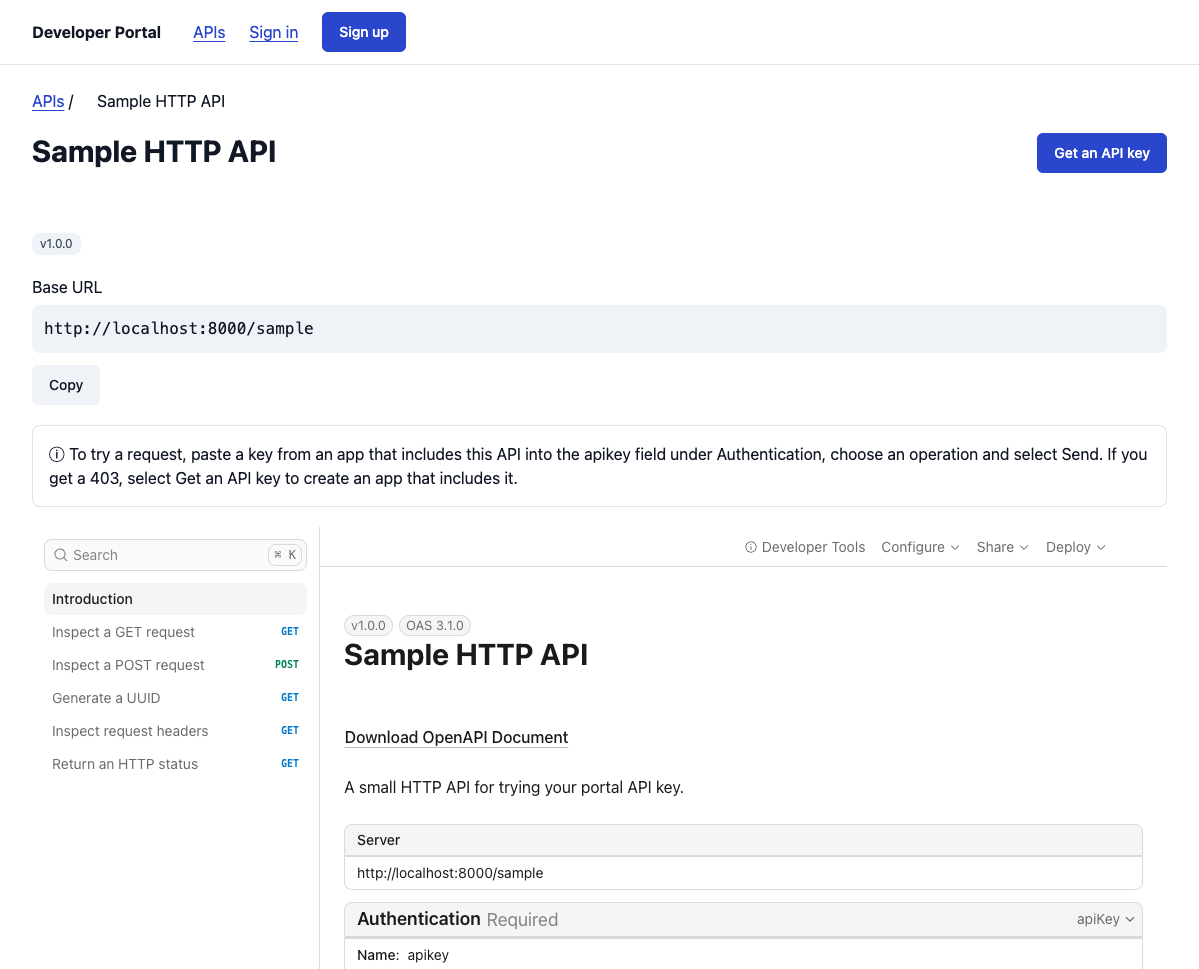 Developer Portal APIs Sign in Sign up
APIs / Sample HTTP API
Sample HTTP API
Get an API key
v1.0.0
Base URL
http://localhost:8000/sample
Copy
ⓘ To try a request, paste a key from an app that includes this API into the apikey field under Authentication, choose an operation and select Send. If you
get a 403, select Get an API key to create an app that includes it.
Search ⌘ K
Introduction
Inspect a GET request GET
Inspect a POST request POST
Generate a UUID GET
Inspect request headers GET
Return an HTTP status GET
Developer Tools Configure Share Deploy
v1.0.0 OAS 3.1.0
Sample HTTP API
Download OpenAPI Document
A small HTTP API for trying your portal API key.
Server
http://localhost:8000/sample
Authentication Required apiKey
Name: apikey